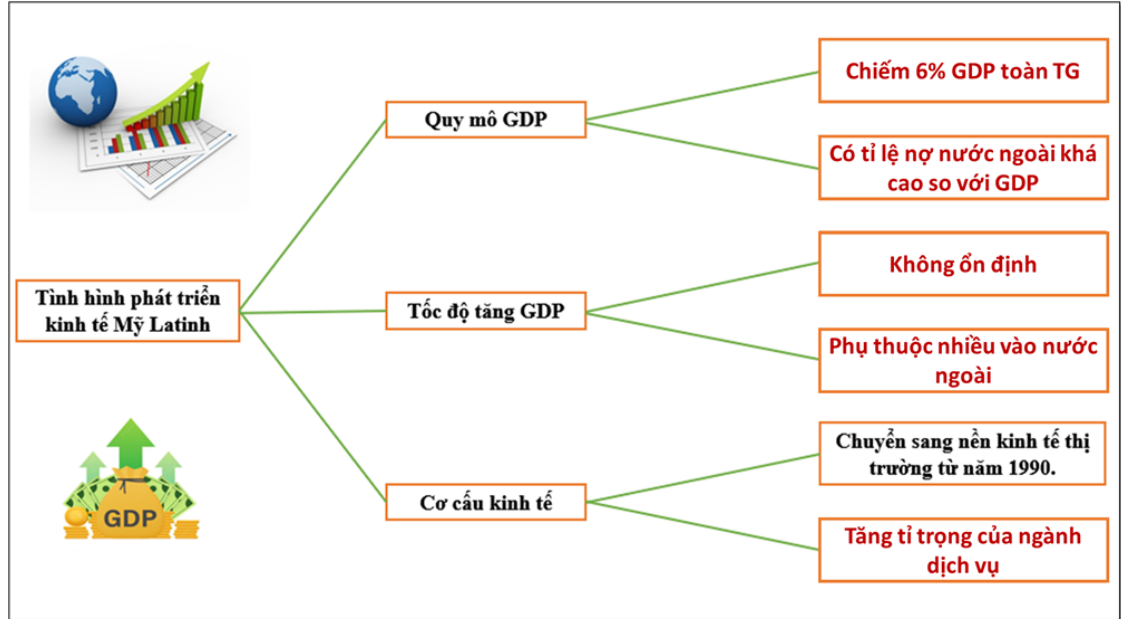 Chiếm 6% GDP toàn TG
Quy mô GDP
Có tỉ lệ nợ nước ngoài khá
cao so với GDP
Không ổn định
Tình hình phát triển
kinh tế Mỹ Latinh
Tốc độ tăng GDP
Phụ thuộc nhiều vào nước
ngoài
Chuyển sang nền kinh tế thị
trường từ năm 1990.
Cơ cấu kinh tế
GDP
Tăng tỉ trọng của ngành
dịch vụ